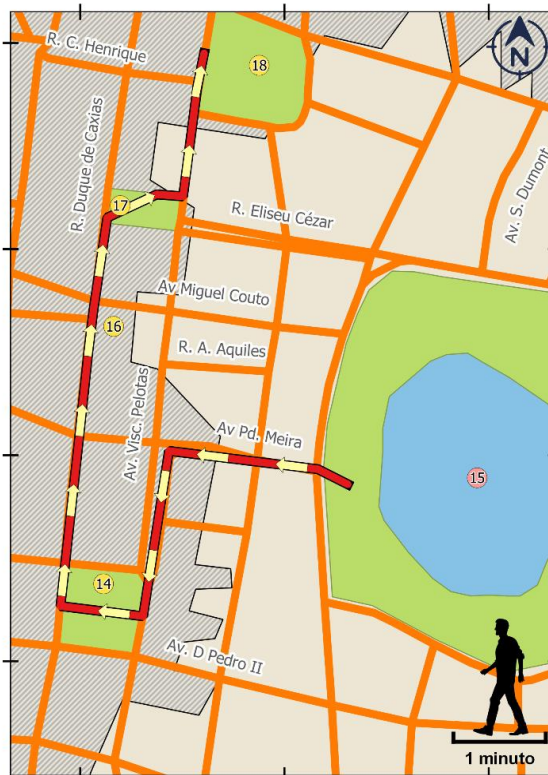 R. C. Henrique
18
N
R. Duque de Caxias
Av. S. Dumont
17
R. Eliseu Cézar
Av Miguel Couto
16
R. A. Aquiles
Av. Visc. Pelotas
Av Pd. Meira
15
14
Av. D Pedro II
1 minuto